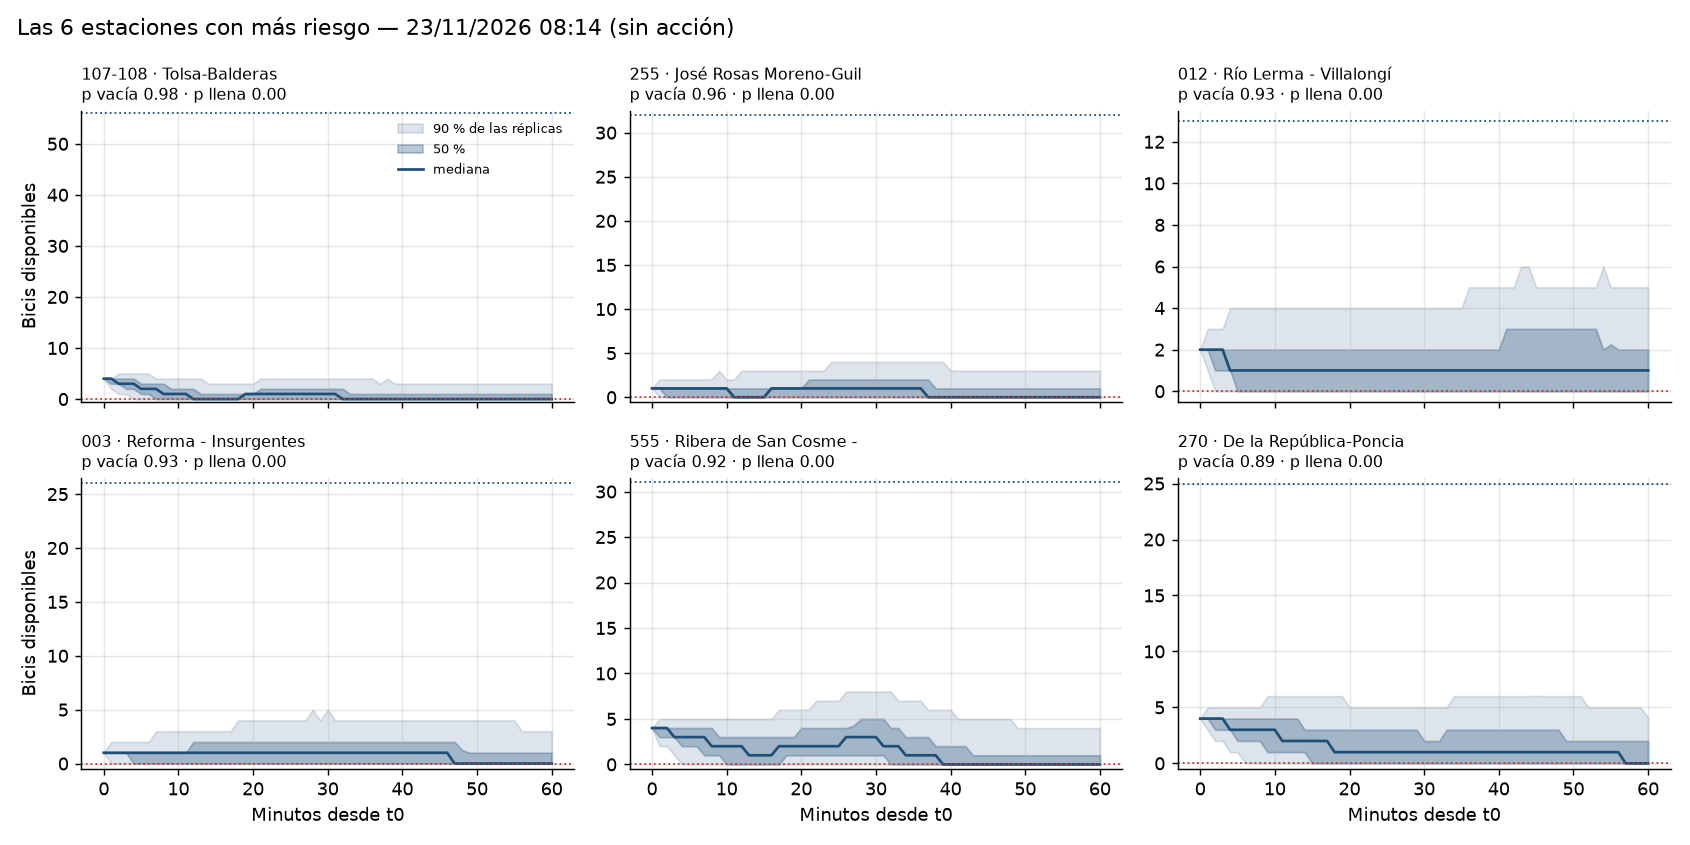 Las 6 estaciones con más riesgo — 23/11/2026 08:14 (sin acción)
107-108 · Tolsa-Balderas
p vacía 0.98 · p llena 0.00
90 % de las réplicas
50 %
mediana
Bicis disponibles
50
40
30
20
10
0
255 · José Rosas Moreno-Guil
p vacía 0.96 · p llena 0.00
30
25
20
15
10
5
0
012 · Río Lerma - Villalongí
p vacía 0.93 · p llena 0.00
12
10
8
6
4
2
0
003 · Reforma - Insurgentes
p vacía 0.93 · p llena 0.00
Bicis disponibles
25
20
15
10
5
0
0 10 20 30 40 50 60
Minutos desde t0
555 · Ribera de San Cosme -
p vacía 0.92 · p llena 0.00
30
25
20
15
10
5
0
0 10 20 30 40 50 60
Minutos desde t0
270 · De la República-Poncia
p vacía 0.89 · p llena 0.00
25
20
15
10
5
0
0 10 20 30 40 50 60
Minutos desde t0